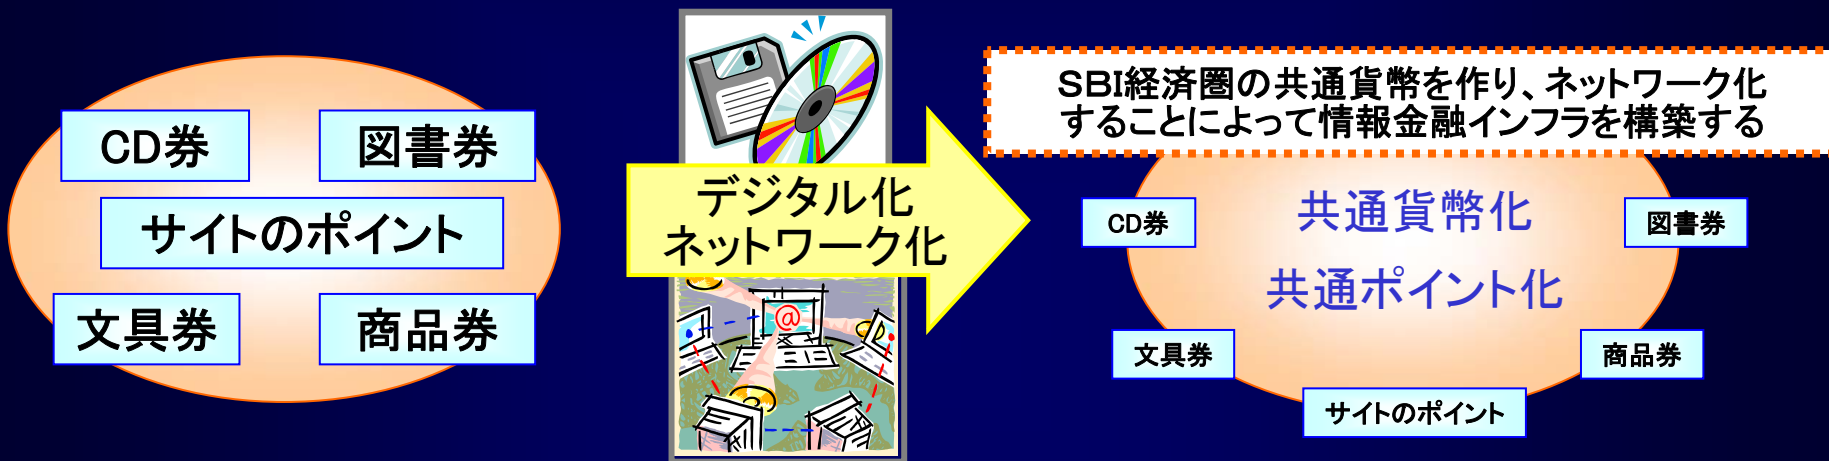 CD券
図書券
サイトのポイント
文具券
商品券
デジタル化
ネットワーク化
@
SBI経済圏の共通貨幣を作り、ネットワーク化
することによって情報金融インフラを構築する
共通貨幣化
共通ポイント化
CD券
図書券
文具券
商品券
サイトのポイント